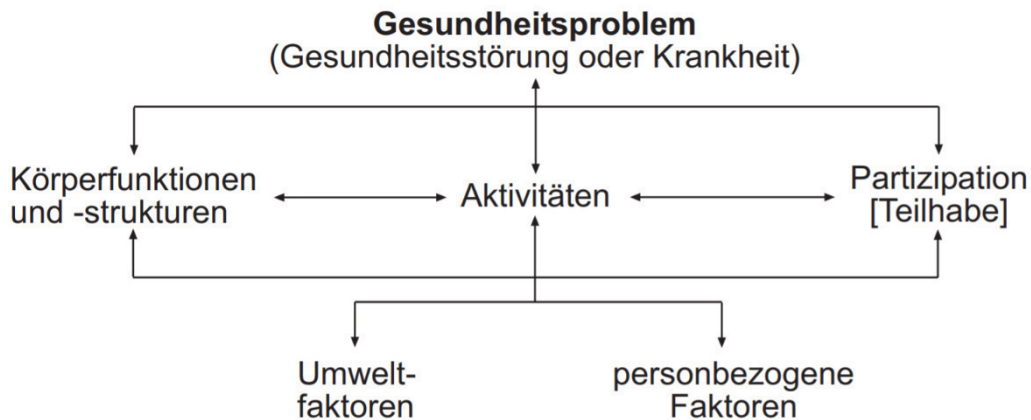 Gesundheitsproblem
(Gesundheitsstörung oder Krankheit)
Körperfunktionen
und -strukturen
Aktivitäten
Partizipation
[Teilhabe]
Umwelt-
faktoren
personbezogene
Faktoren